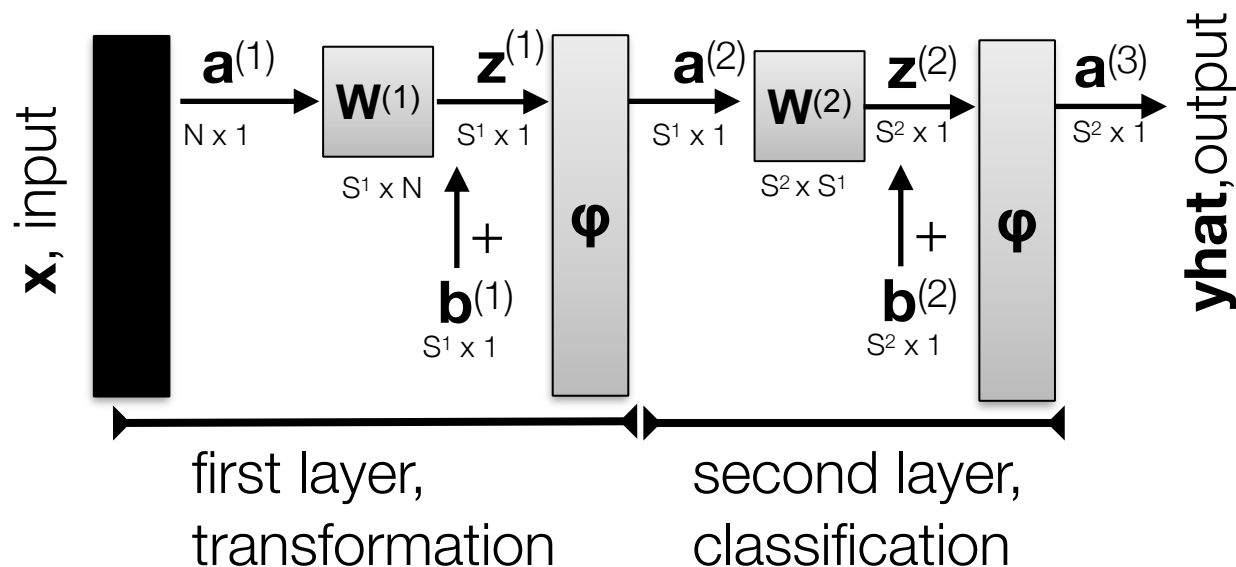 x, input
a(1)
N x 1
W(1)
S1 x N
z(1)
S1 x 1
+
b(1)
S1 x 1
φ
a(2)
S1 x 1
W(2)
S2 x S1
z(2)
S2 x 1
+
b(2)
S2 x 1
φ
a(3)
S2 x 1
yhat,output
first layer,
transformation
second layer,
classification